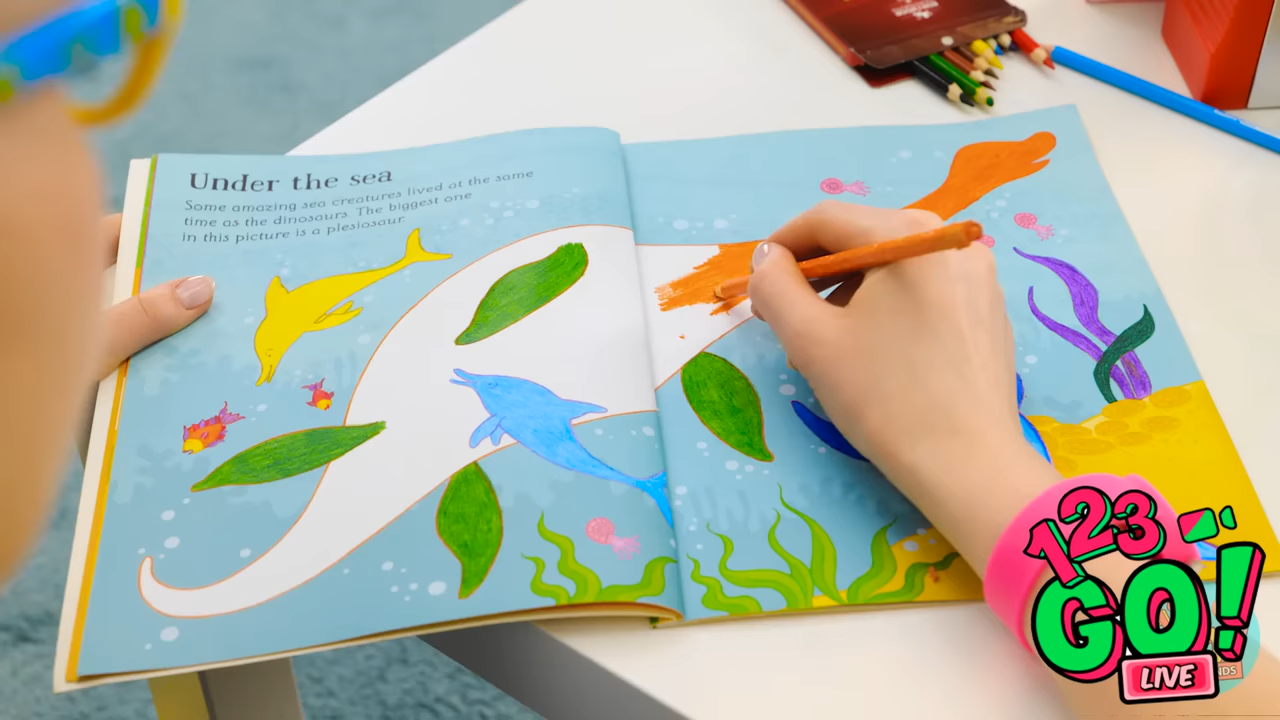 Under the sea
Some amazing sea creatures lived at the same
time as the dinosaurs. The biggest one
in this picture is a plesiosaur.
123
GO!
LIVE